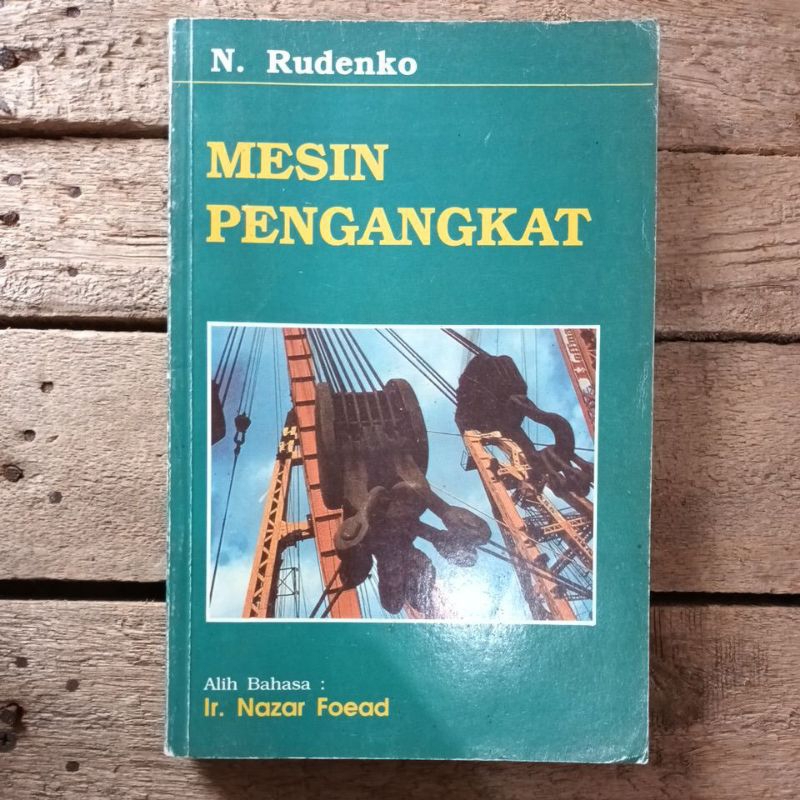 N. Rudenko
MESIN
PENGANGKAT
Alih Bahasa :
Ir. Nazar Foead